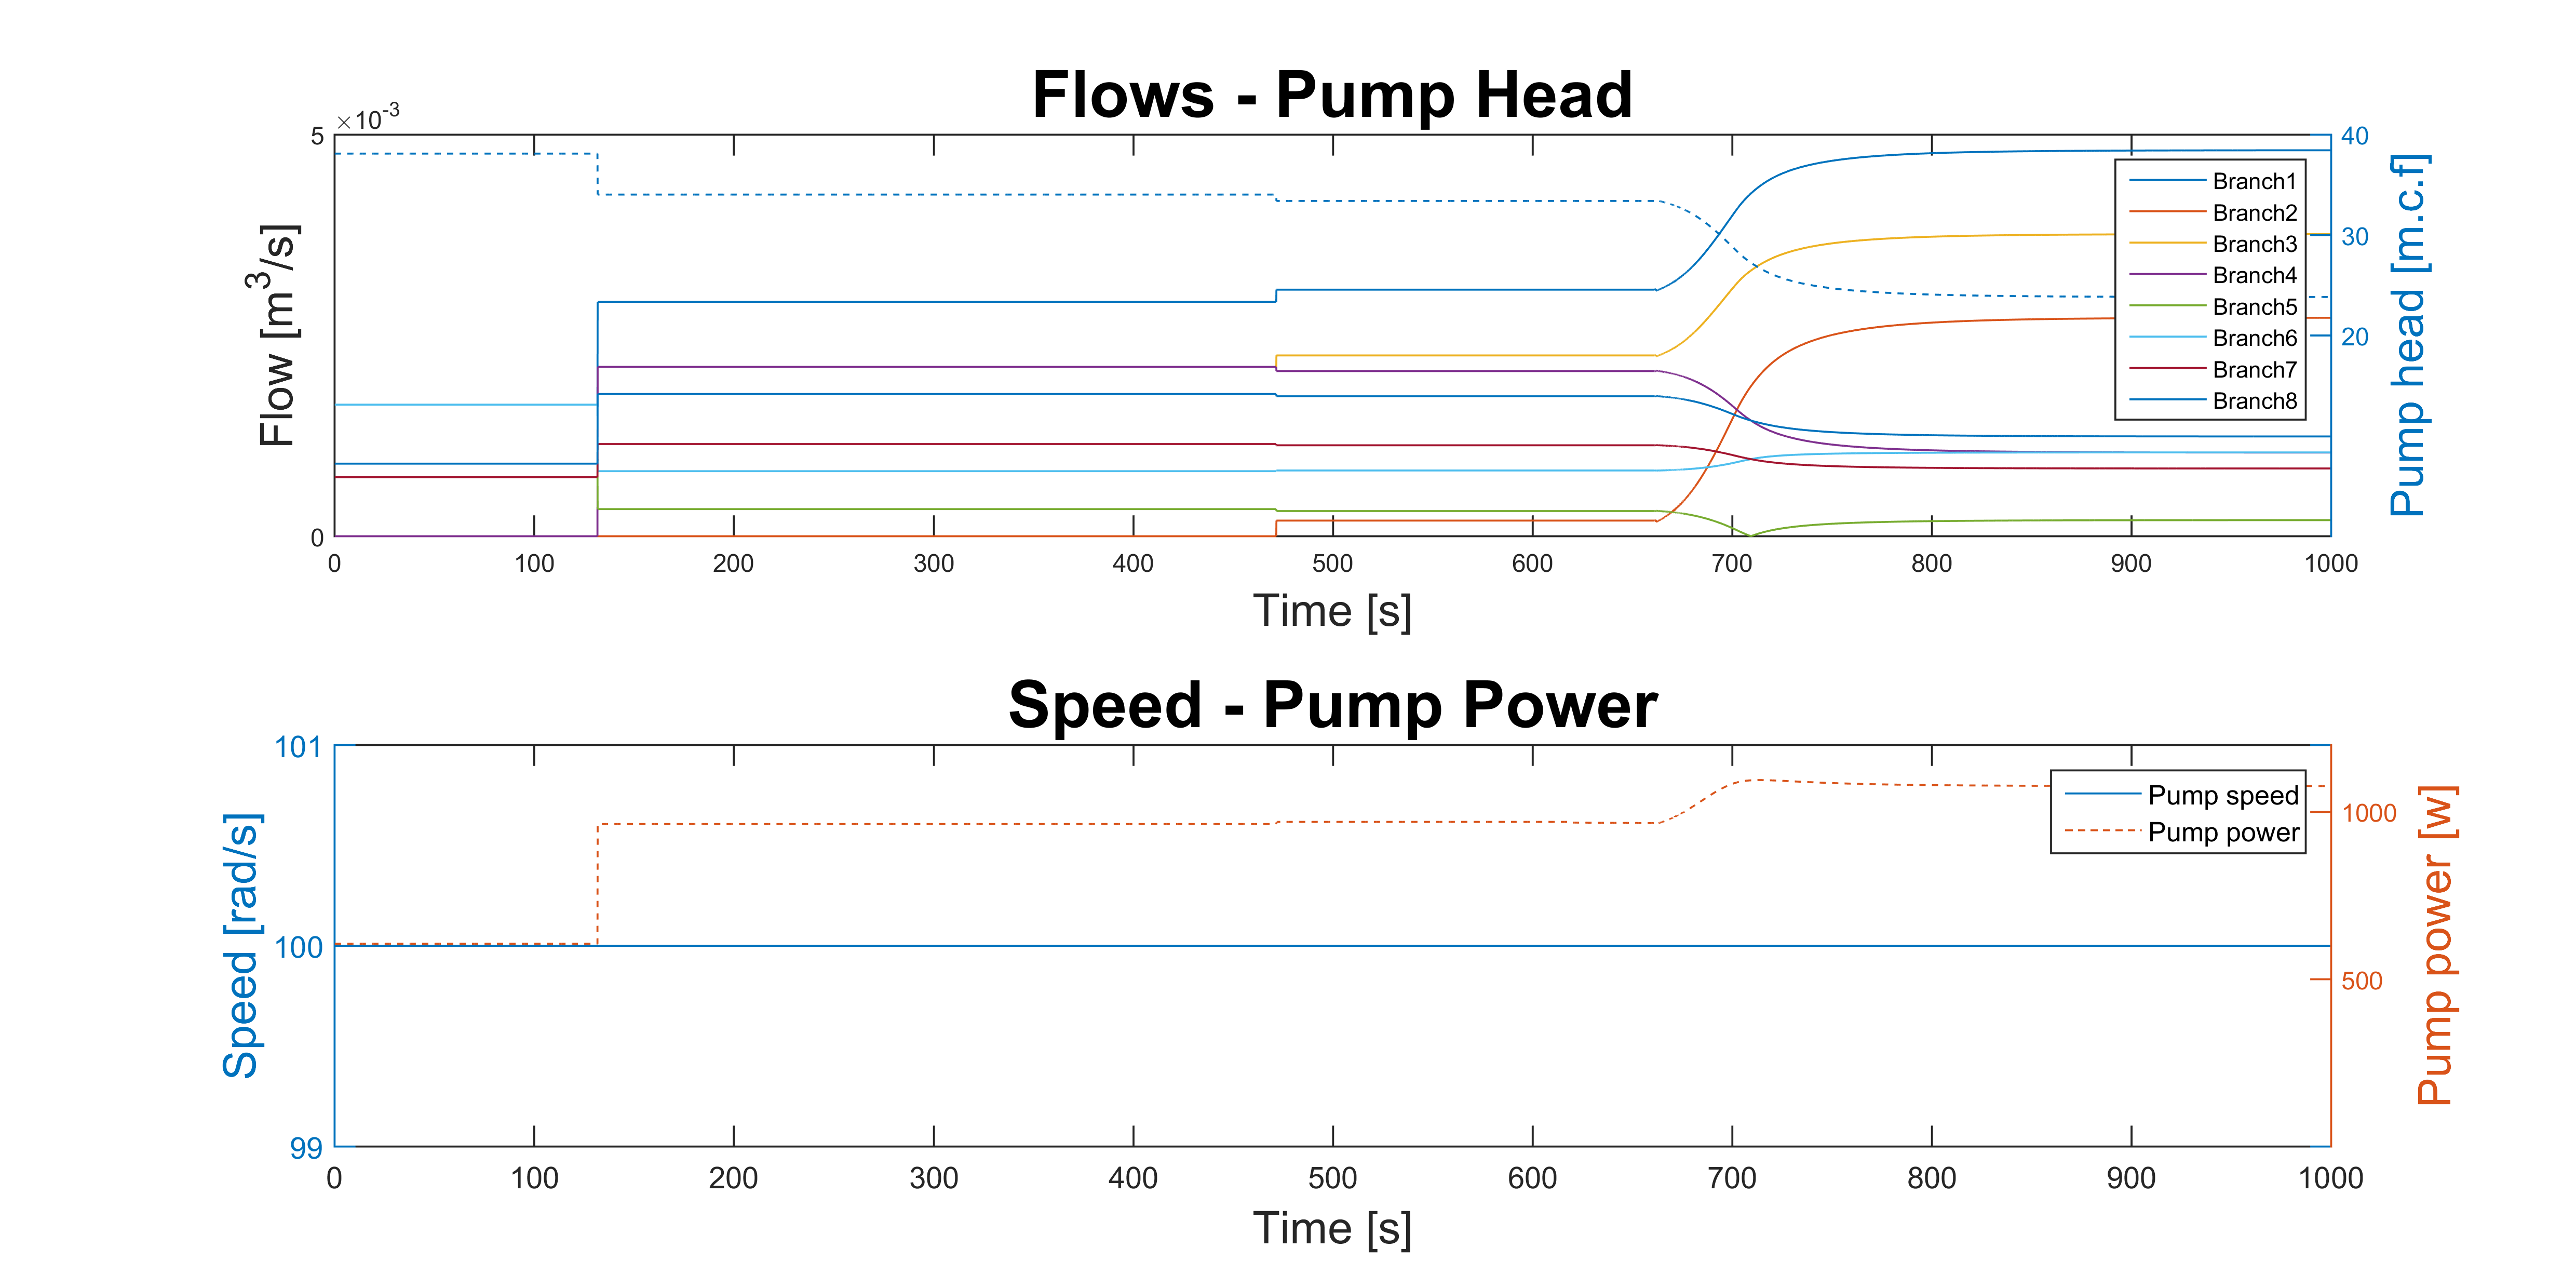 Flows - Pump Head
×10-3
5
0
Flow [m3/s]
40
30
20
Pump head [m.c.f]
Branch1
Branch2
Branch3
Branch4
Branch5
Branch6
Branch7
Branch8
0 100 200 300 400 500 600 700 800 900 1000
Time [s]
Speed - Pump Power
101
100
99
Speed [rad/s]
1000
500
Pump power [w]
Pump speed
Pump power
0 100 200 300 400 500 600 700 800 900 1000
Time [s]